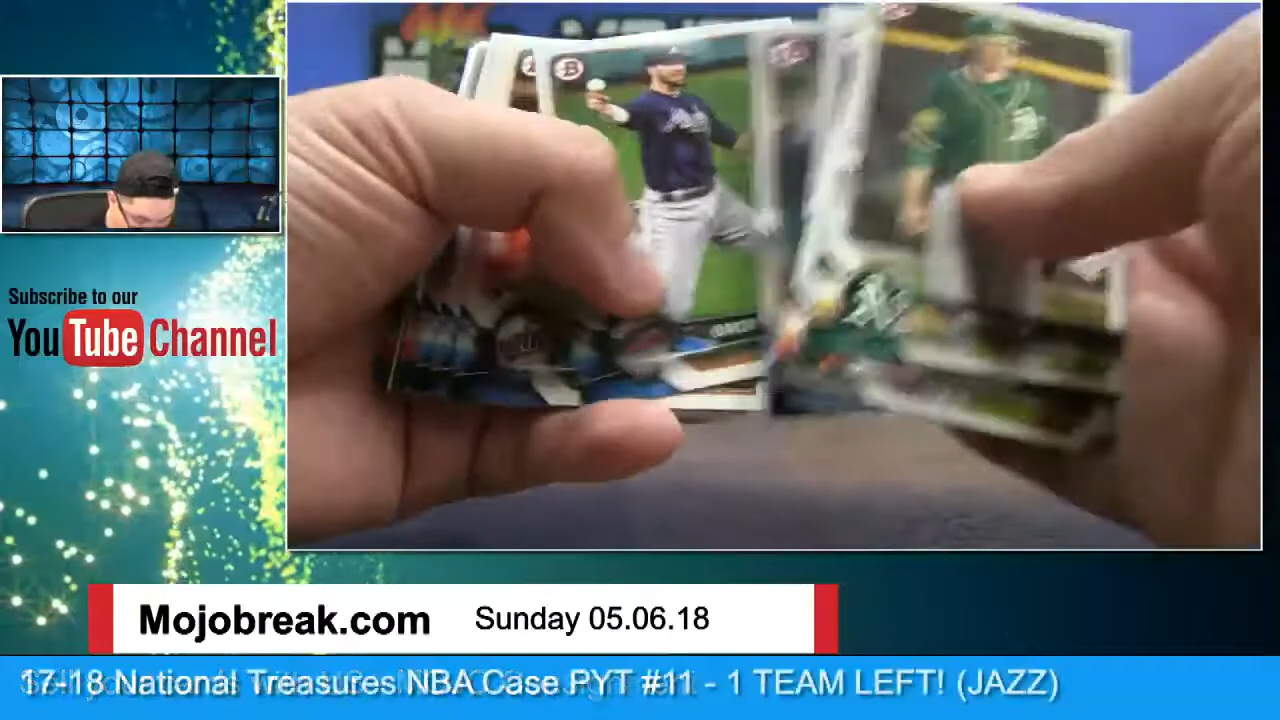 Subscribe to our
YouTube Channel
B
Mojobreak.com
Sunday 05.06.18
17-18 National Treasures NBA Case PYT #11 - 1 TEAM LEFT! (JAZZ)